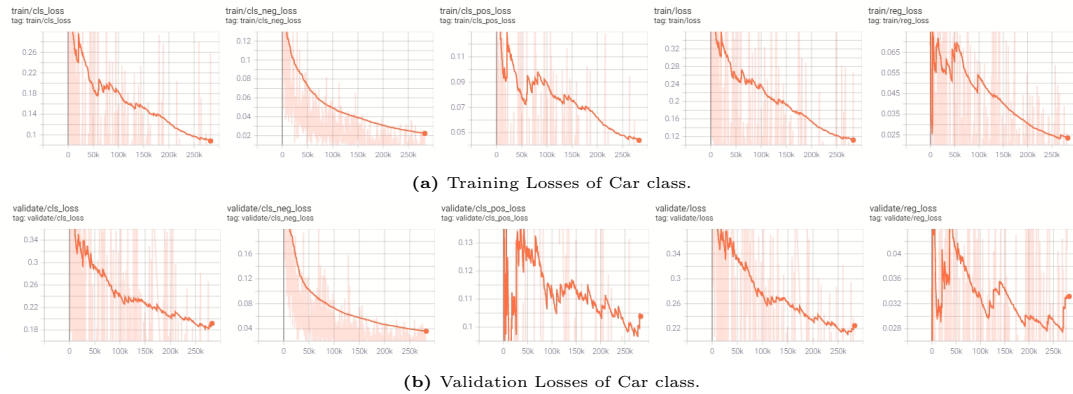 train/cls_loss
tag: train/cls_loss
0.26
0.22
0.18
0.14
0.1
0 50k 100k 150k 200k 250k
train/cls_neg_loss
tag: train/cls_neg_loss
0.12
0.1
0.08
0.06
0.04
0.02
0 50k 100k 150k 200k 250k
train/cls_pos_loss
tag: train/cls_pos_loss
0.11
0.09
0.07
0.05
0 50k 100k 150k 200k 250k
train/loss
tag: train/loss
0.36
0.32
0.28
0.24
0.2
0.16
0.12
0 50k 100k 150k 200k 250k
train/reg_loss
tag: train/reg_loss
0.065
0.055
0.045
0.035
0.025
0 50k 100k 150k 200k 250k
(a) Training Losses of Car class.
validate/cls_loss
tag: validate/cls_loss
0.34
0.3
0.26
0.22
0.18
0 50k 100k 150k 200k 250k
validate/cls_neg_loss
tag: validate/cls_neg_loss
0.16
0.12
0.08
0.04
0 50k 100k 150k 200k 250k
validate/cls_pos_loss
tag: validate/cls_pos_loss
0.13
0.12
0.11
0.1
0 50k 100k 150k 200k 250k
validate/loss
tag: validate/loss
0.38
0.34
0.3
0.26
0.22
0 50k 100k 150k 200k 250k
validate/reg_loss
tag: validate/reg_loss
0.04
0.036
0.032
0.028
0 50k 100k 150k 200k 250k
(b) Validation Losses of Car class.